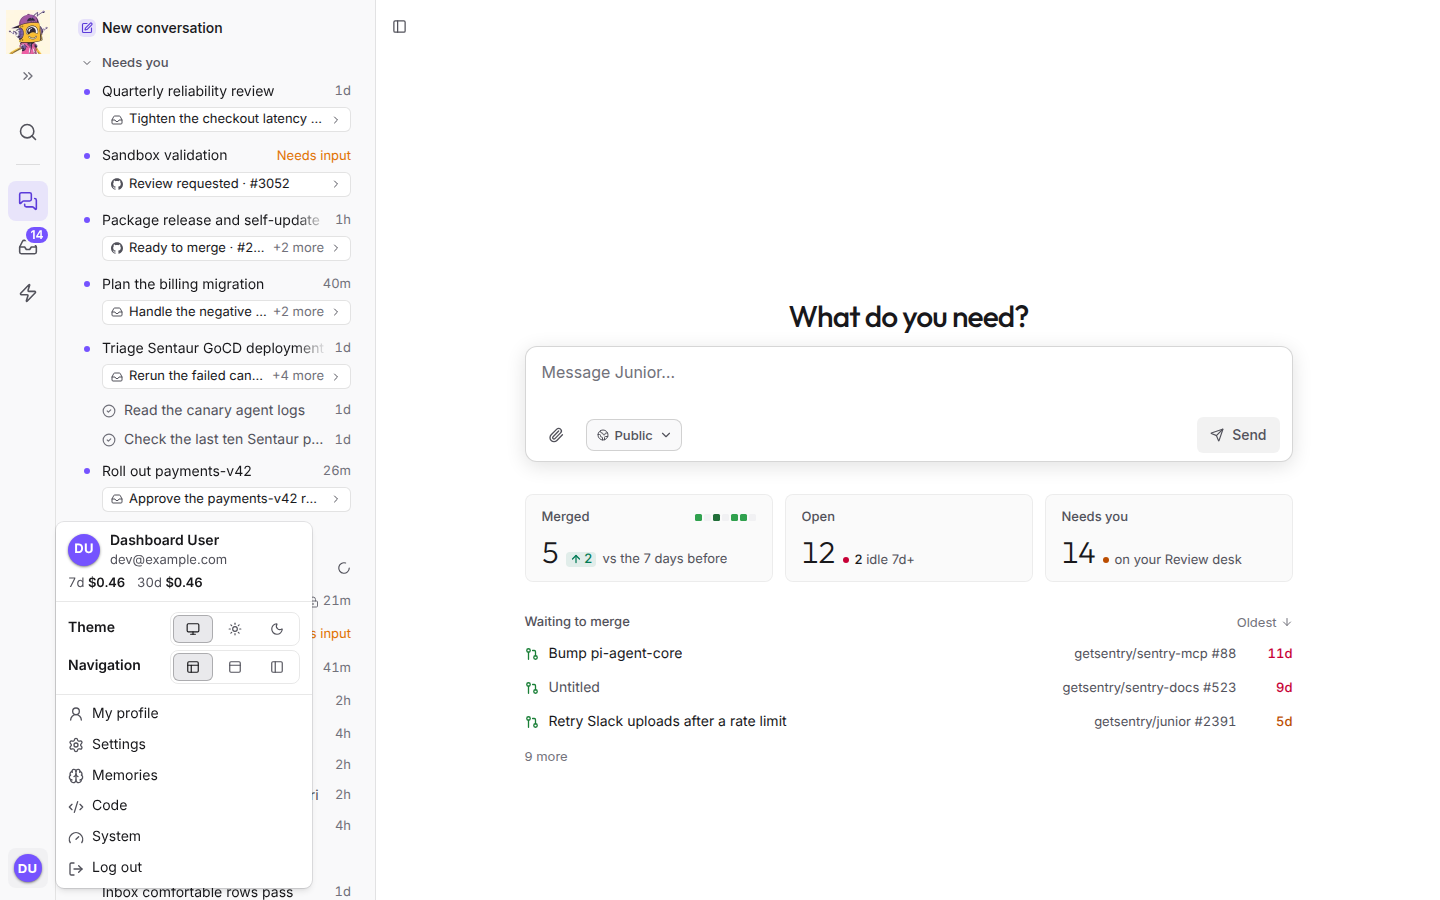 New conversation
Needs you
Quarterly reliability review 1d
Tighten the checkout latency ...
Sandbox validation Needs input
Review requested · #3052
Package release and self-update 1h
Ready to merge · #2... +2 more
14
Plan the billing migration 40m
Handle the negative ... +2 more
Triage Sentaur GoCD deployment 1d
Rerun the failed can... +4 more
Read the canary agent logs 1d
Check the last ten Sentaur p... 1d
Roll out payments-v42 26m
Approve the payments-v42 r...
DU Dashboard User
dev@example.com
7d $0.46 30d $0.46
21m
Theme
s input
Navigation
41m
2h
My profile
4h
Settings
2h
Memories
ri 2h
Code
4h
System
Log out
DU
Inbox comfortable rows pass 1d
What do you need?
Message Junior...
Public
Send
Merged
5 2 vs the 7 days before
Open
12 2 idle 7d+
Needs you
14 on your Review desk
Waiting to merge Oldest
Bump pi-agent-core getsentry/sentry-mcp #88 11d
Untitled getsentry/sentry-docs #523 9d
Retry Slack uploads after a rate limit getsentry/junior #2391 5d
9 more